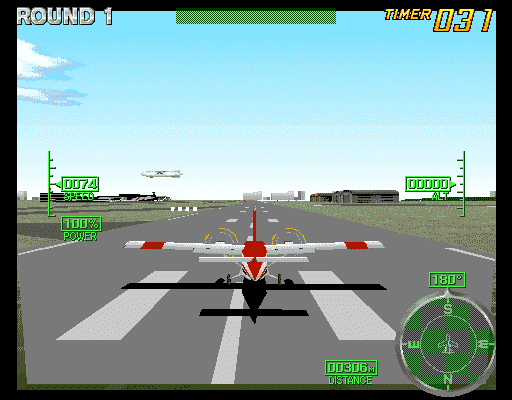 ROUND 1
TIMER 031
0074
SPEED
00000
ALT
100%
POWER
180°
S
E W
N
00306M
DISTANCE